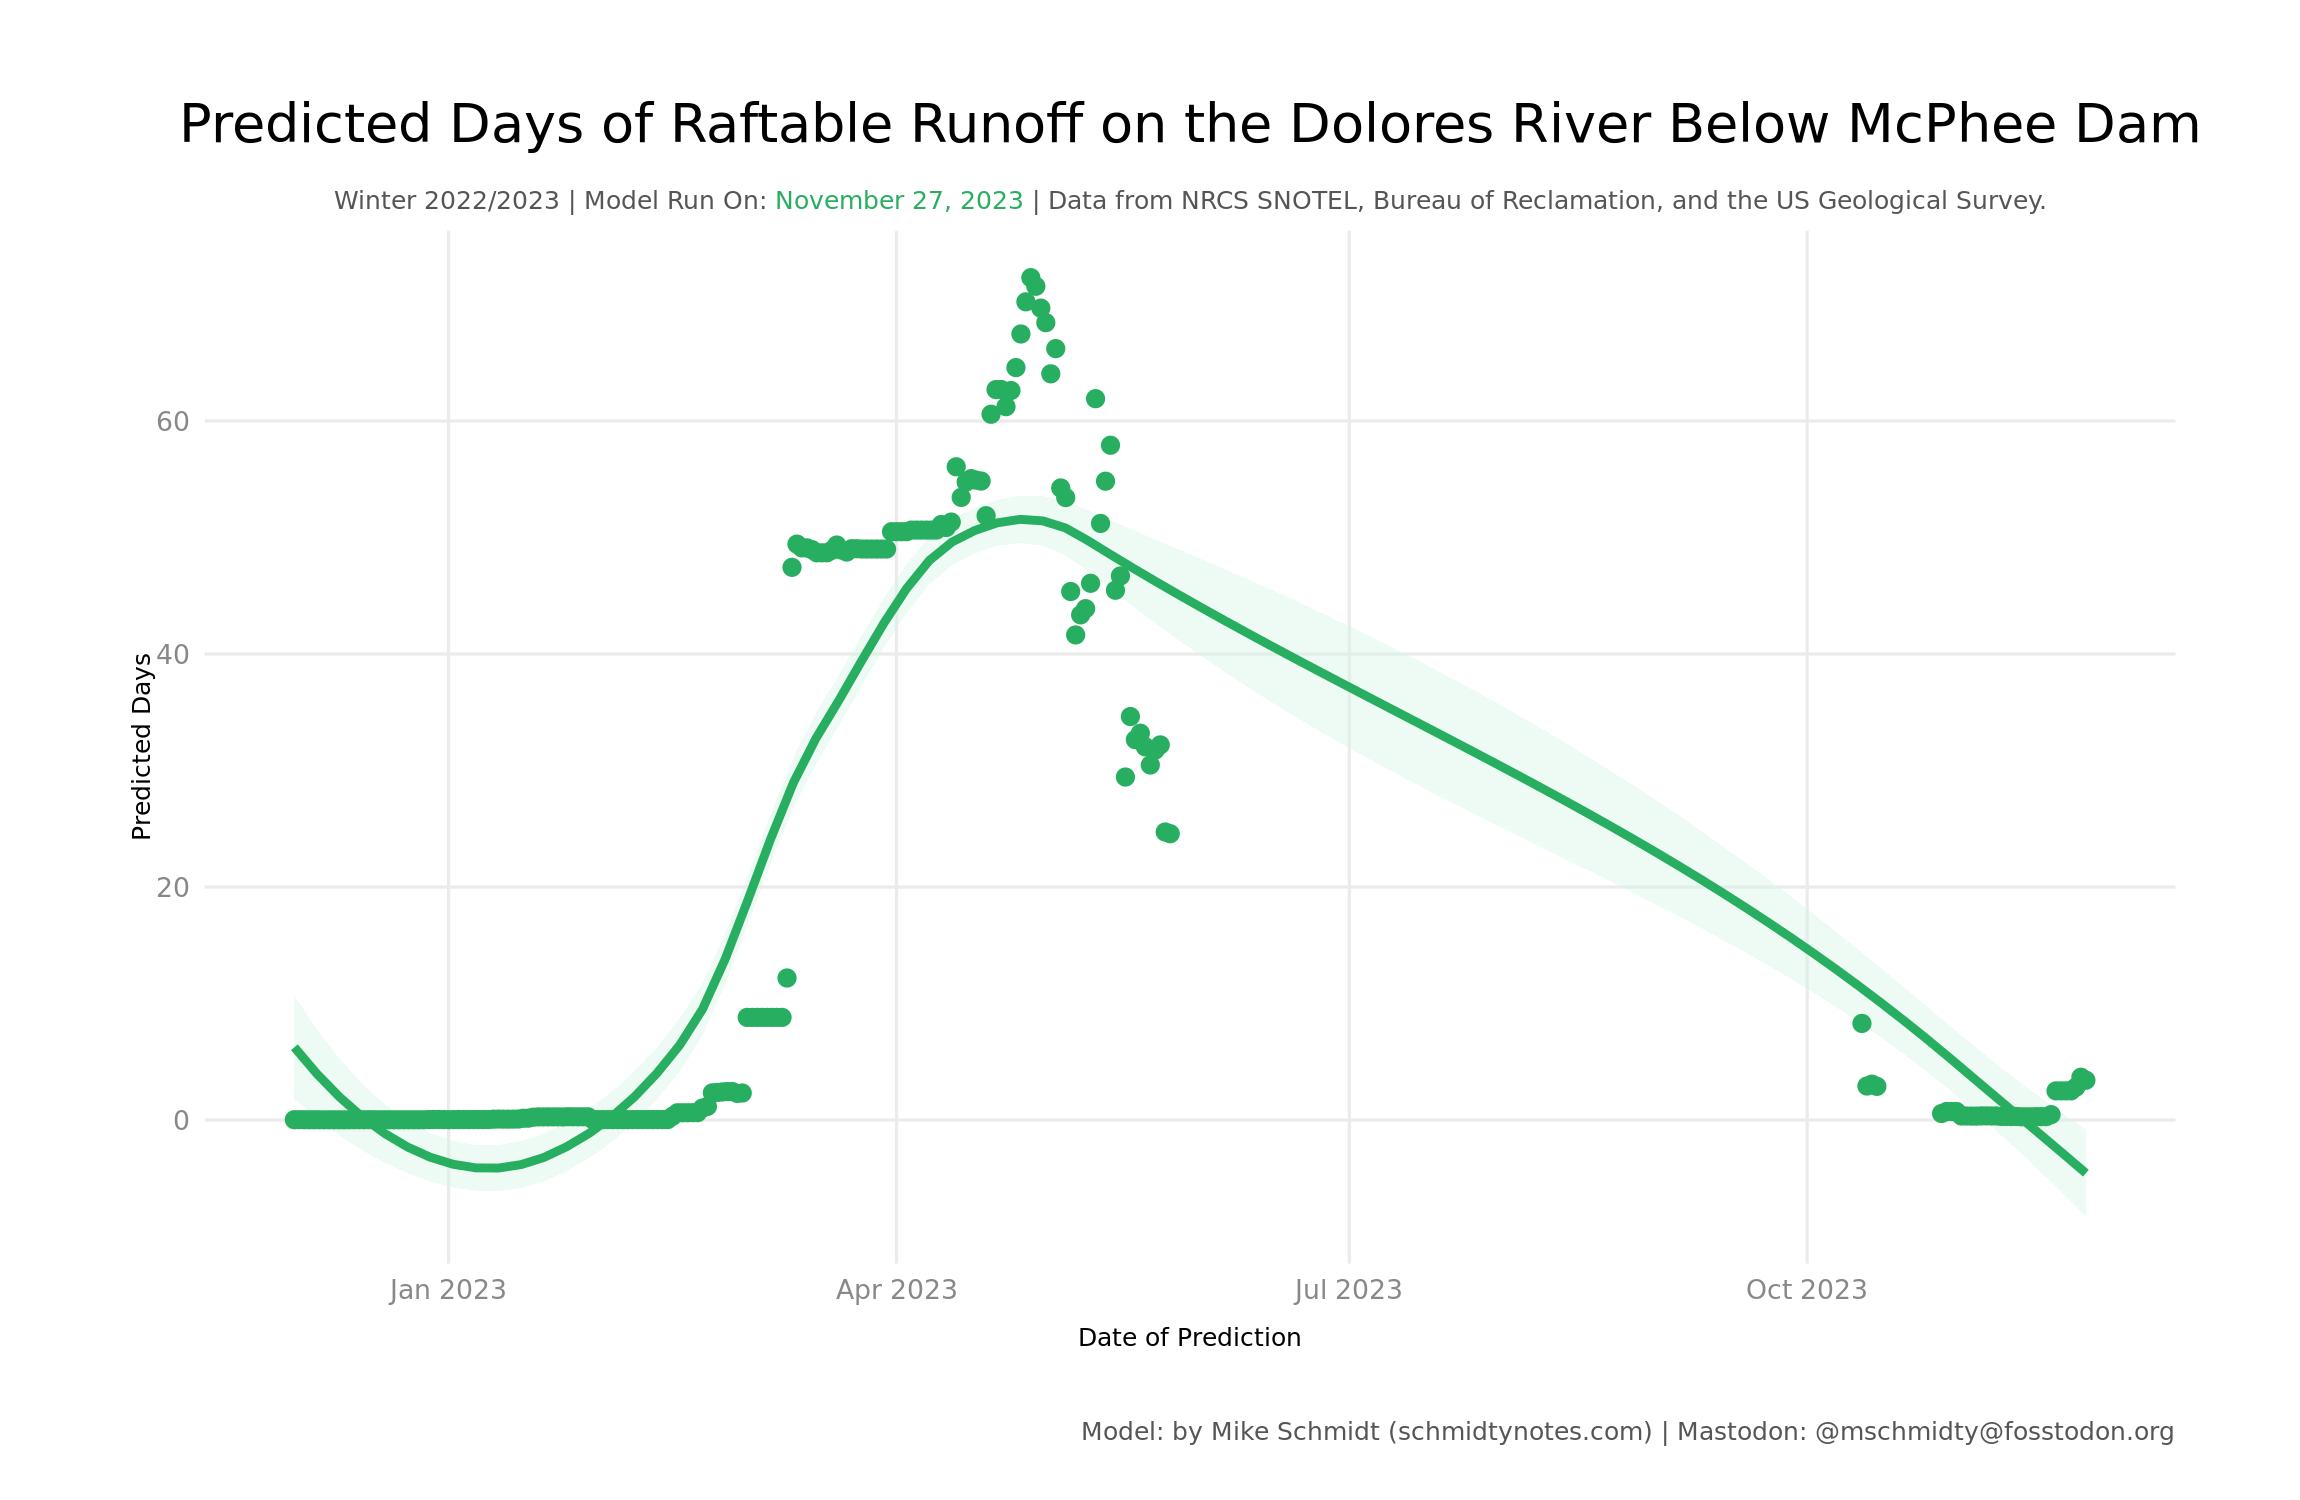 Predicted Days of Raftable Runoff on the Dolores River Below McPhee Dam
Winter 2022/2023 | Model Run On: November 27, 2023 | Data from NRCS SNOTEL, Bureau of Reclamation, and the US Geological Survey.
Predicted Days
60
40
20
0
Jan 2023
Apr 2023
Jul 2023
Oct 2023
Date of Prediction
Model: by Mike Schmidt (schmidtynotes.com) | Mastodon: @mschmidty@fosstodon.org